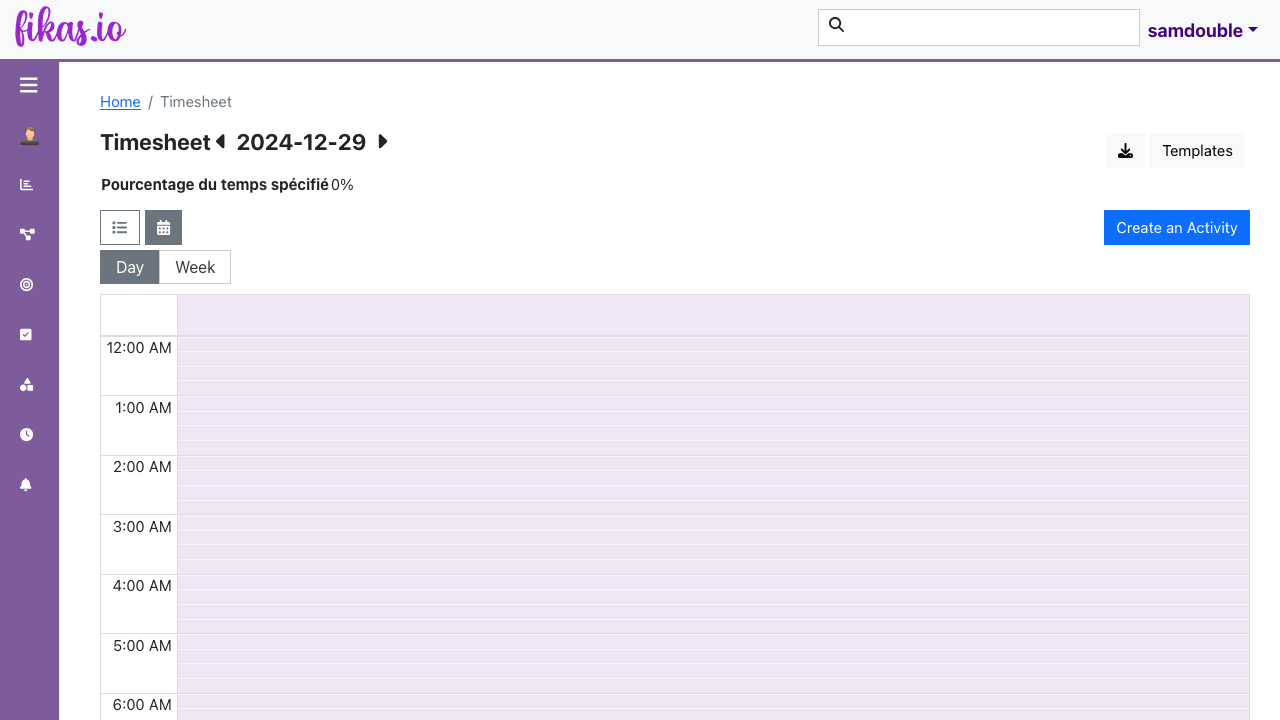 fikas.io
samdouble
Home / Timesheet
Timesheet 2024-12-29
Templates
Pourcentage du temps spécifié 0%
Create an Activity
Day Week
12:00 AM
1:00 AM
2:00 AM
3:00 AM
4:00 AM
5:00 AM
6:00 AM